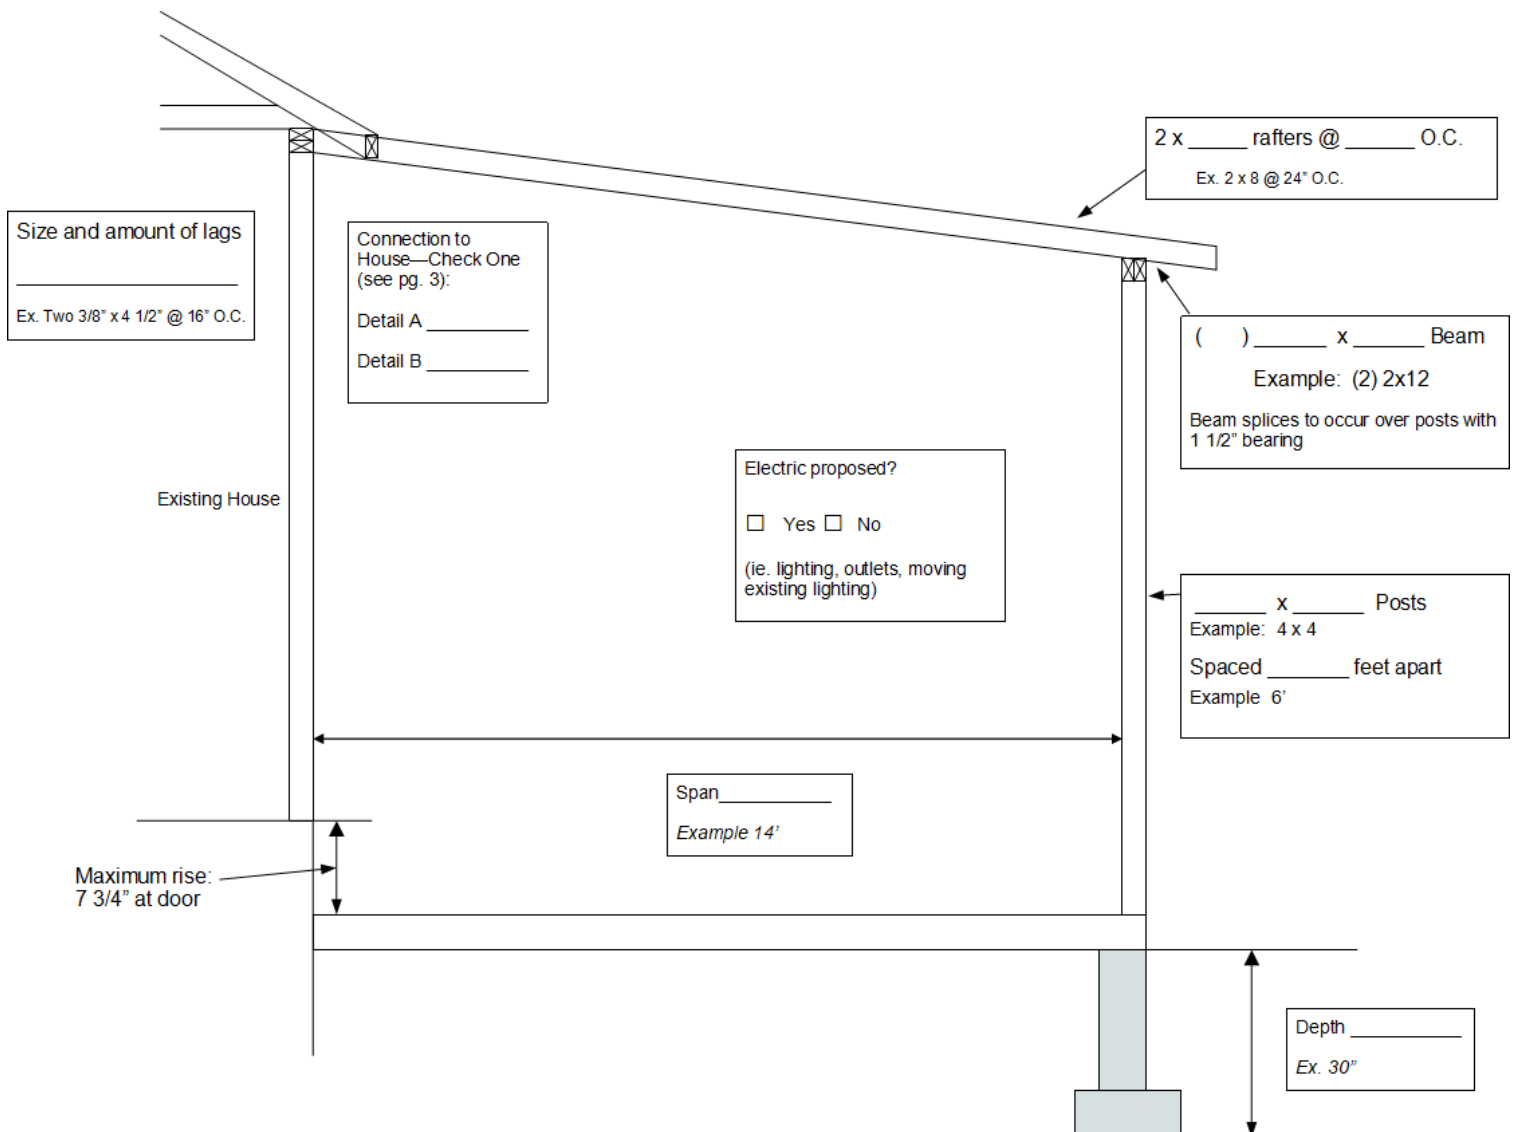 2 x _____ rafters @ ______ O.C.
Ex. 2 x 8 @ 24” O.C.
Size and amount of lags
____________________
Ex. Two 3/8” x 4 1/2” @ 16” O.C.
Connection to
House—Check One
(see pg. 3):
Detail A __________
Detail B __________
( ) ______ x ______ Beam
Example: (2) 2x12
Beam splices to occur over posts with
1 1/2” bearing
Electric proposed?
☐ Yes ☐ No
(ie. lighting, outlets, moving
existing lighting)
Existing House
______ x ______ Posts
Example: 4 x 4
Spaced _______ feet apart
Example 6’
Span___________
Example 14’
Maximum rise:
7 3/4” at door
Depth ___________
Ex. 30”